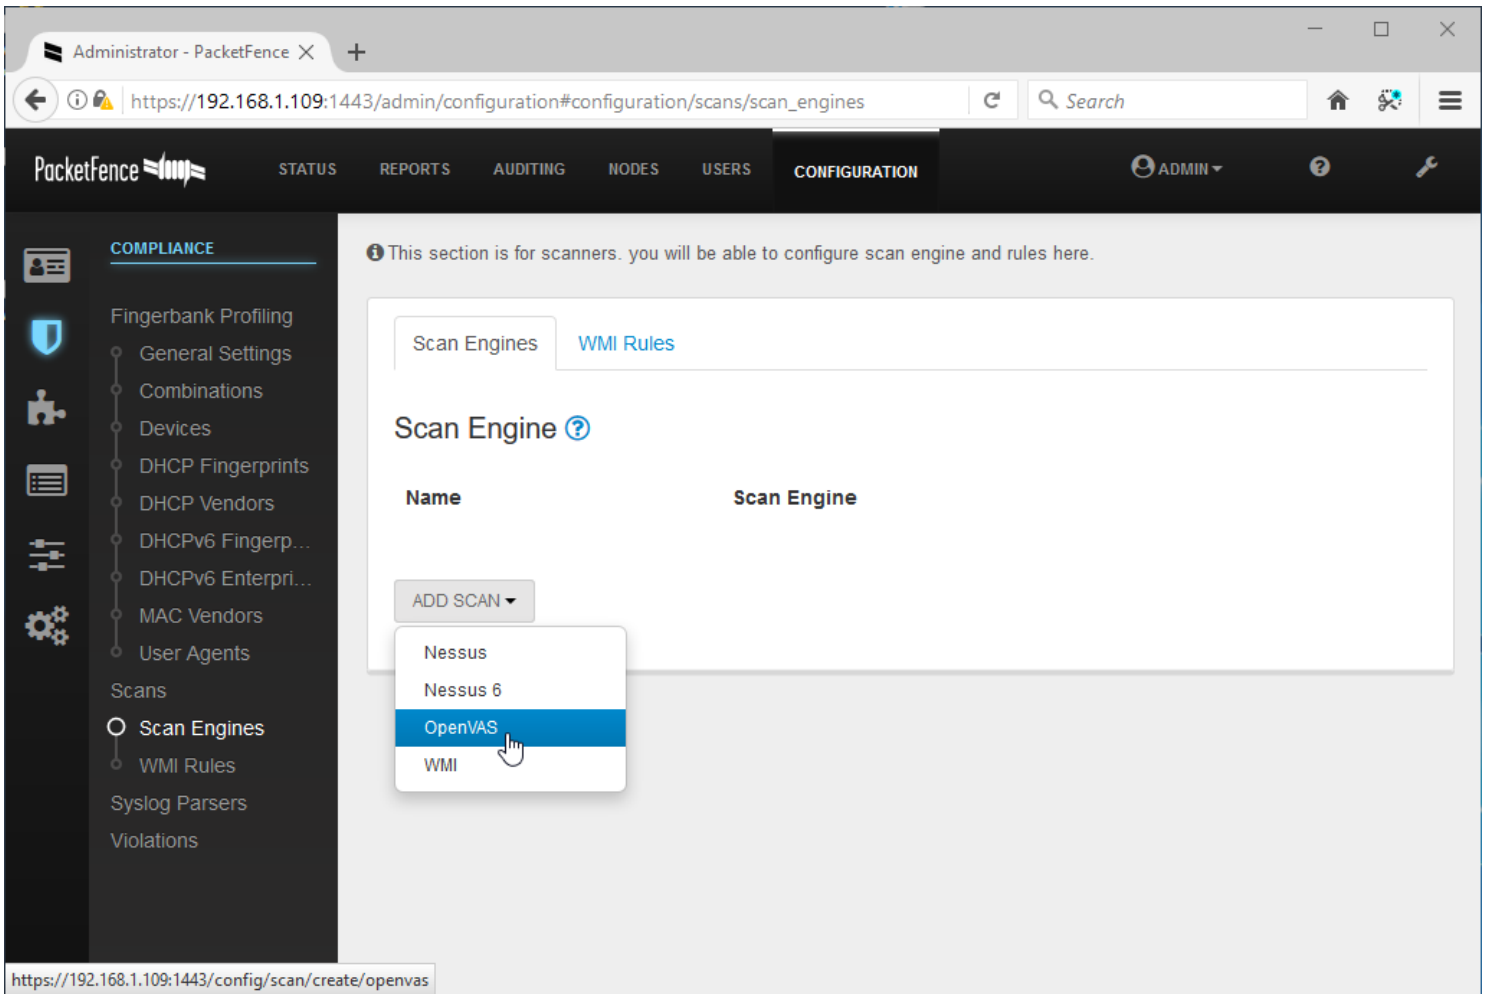 Administrator - PacketFence
https://192.168.1.109:1443/admin/configuration#configuration/scans/scan_engines
Search
PacketFence
STATUS
REPORTS
AUDITING
NODES
USERS
CONFIGURATION
ADMIN
COMPLIANCE
Fingerbank Profiling
General Settings
Combinations
Devices
DHCP Fingerprints
DHCP Vendors
DHCPv6 Fingerp...
DHCPv6 Enterpri...
MAC Vendors
User Agents
Scans
Scan Engines
WMI Rules
Syslog Parsers
Violations
This section is for scanners. you will be able to configure scan engine and rules here.
Scan Engines
WMI Rules
Scan Engine
Name
Scan Engine
ADD SCAN
Nessus
Nessus 6
OpenVAS
WMI
https://192.168.1.109:1443/config/scan/create/openvas